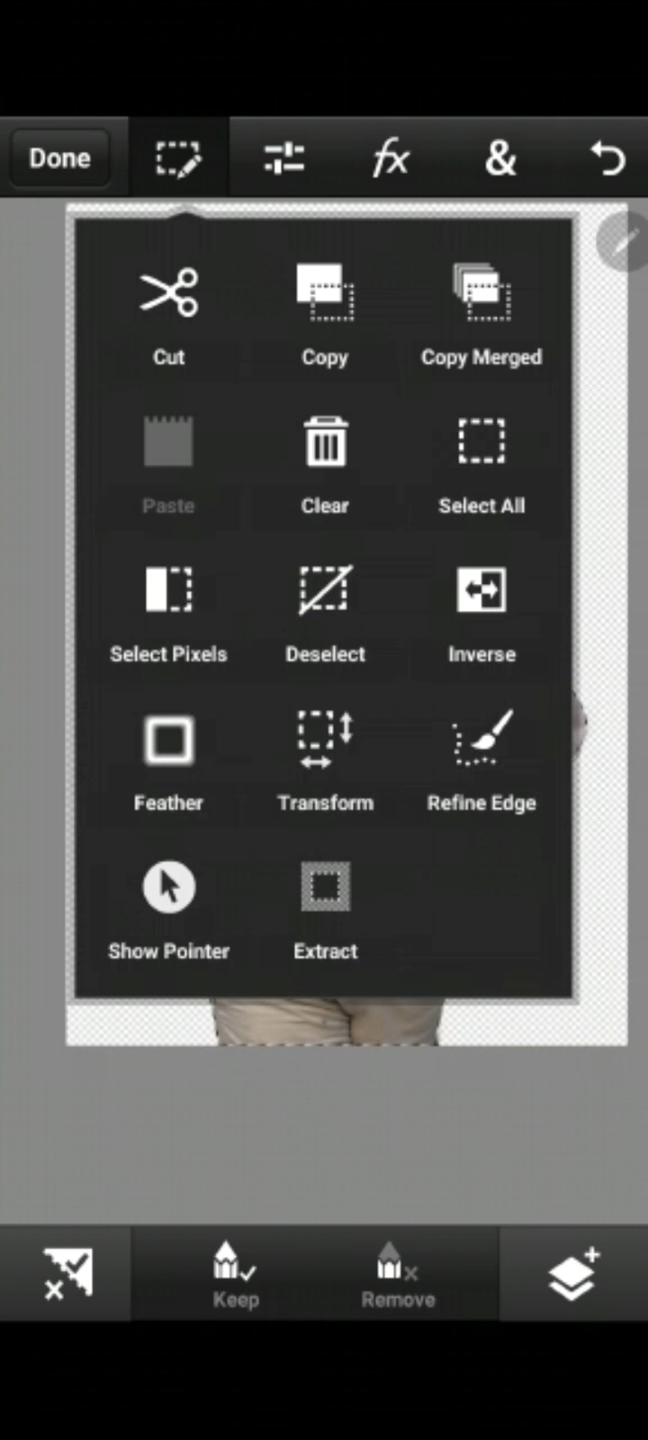 Done
fx
&
Cut
Copy
Copy Merged
Paste
Clear
Select All
Select Pixels
Deselect
Inverse
Feather
Transform
Refine Edge
Show Pointer
Extract
Keep
Remove